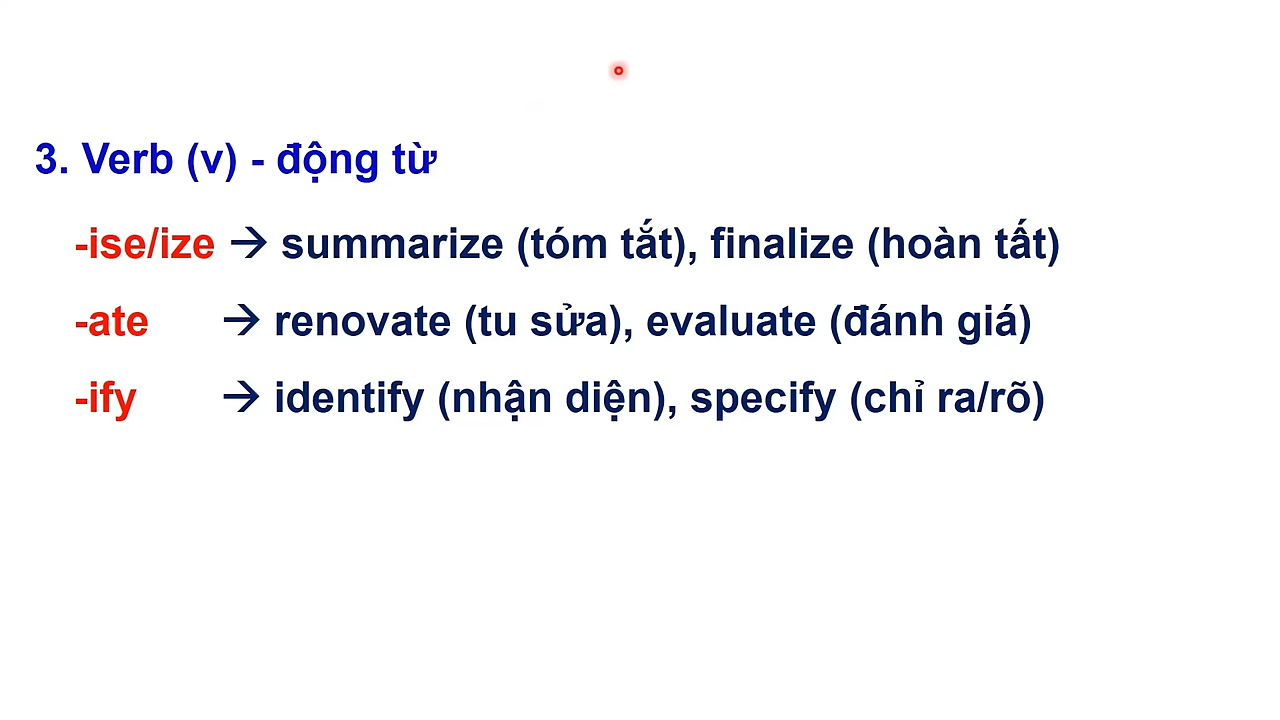 3. Verb (v) - động từ
-ise/ize → summarize (tóm tắt), finalize (hoàn tất)
-ate → renovate (tu sửa), evaluate (đánh giá)
-ify → identify (nhận diện), specify (chỉ ra/rõ)